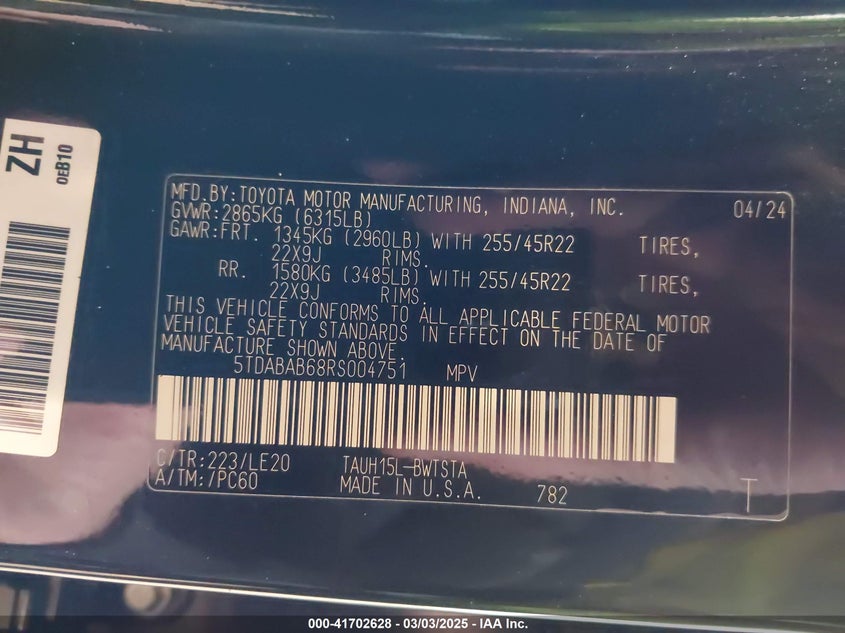 ZH
0EB10
MFD.BY:TOYOTA MOTOR MANUFACTURING, INDIANA, INC. 04/24
GVWR:2865KG (6315LB)
GAWR:FRT. 1345KG (2960LB) WITH 255/45R22 TIRES,
22X9J RIMS.
RR. 1580KG (3485LB) WITH 255/45R22 TIRES,
22X9J RIMS.
THIS VEHICLE CONFORMS TO ALL APPLICABLE FEDERAL MOTOR
VEHICLE SAFETY STANDARDS IN EFFECT ON THE DATE OF
MANUFACTURE SHOWN ABOVE.
5TDABAB68RS004751 MPV
C/TR:223/LE20 TAUH15L-BWTSTA
A/TM:/PC60 MADE IN U.S.A. 782 T
000-41702628 - 03/03/2025 - IAA Inc.